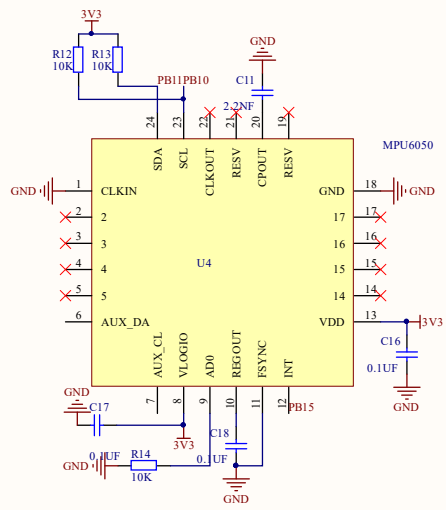 3V3
R12
10K
R13
10K
PB11PB10
GND
C11
2.2NF
24
23
22
21
20
19
SDA
SCL
CLKOUT
RESV
CPOUT
RESV
MPU6050
GND
1
CLKIN
GND
18
GND
2
2
17
17
3
3
16
16
U4
4
4
15
15
5
5
14
14
6
AUX_DA
VDD
13
3V3
C16
0.1UF
GND
AUX_CL
VLOGIO
AD0
REGOUT
FSYNC
INT
7
8
9
10
11
12
PB15
GND
C17
0.1UF
3V3
GND
R14
10K
C18
0.1UF
GND